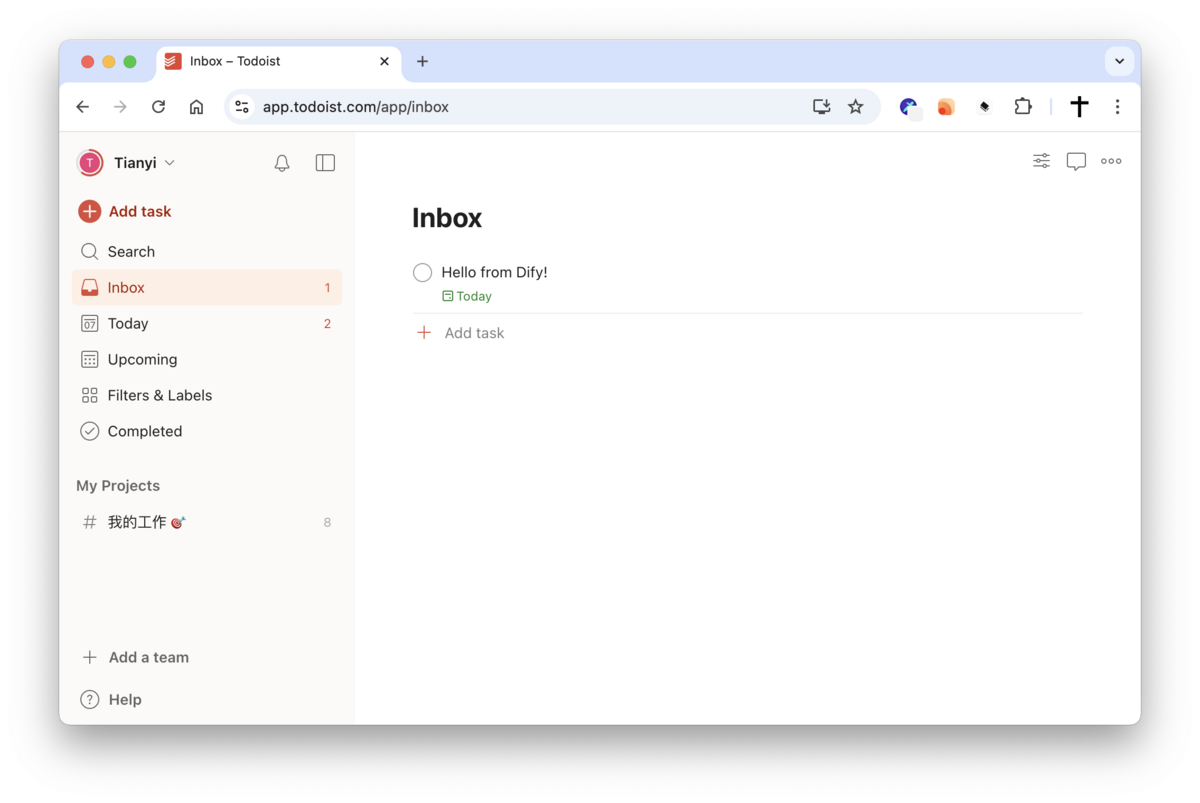 Inbox – Todoist
app.todoist.com/app/inbox
T Tianyi
Add task
Search
Inbox 1
07 Today 2
Upcoming
Filters & Labels
Completed
My Projects
# 我的工作 🎯 8
Add a team
? Help
Inbox
Hello from Dify!
Today
Add task